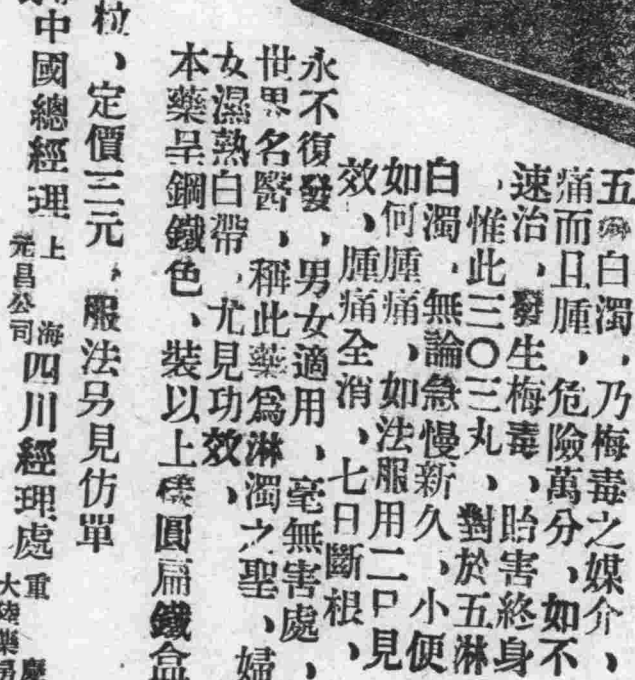 五淋白濁、乃梅毒之媒介、
痛而且腫、危險萬分、如不
速治、發生梅毒、貽害終身
、惟此三〇三丸、對於五淋
白濁、無論急慢新久、小便
如何腫痛、如法服用二日見
效、腫痛全消、七日斷根、
永不復發、男女適用、毫無害處、
世界名醫、稱此藥爲淋濁之聖、婦
女濕熱白帶、尤見功效、
本藥呈鋼鐵色、裝以上樣圓扁鐵盒
粒、定價三元、服法另見仿單
中國總經理
上海
元昌公司
四川經理處
重慶